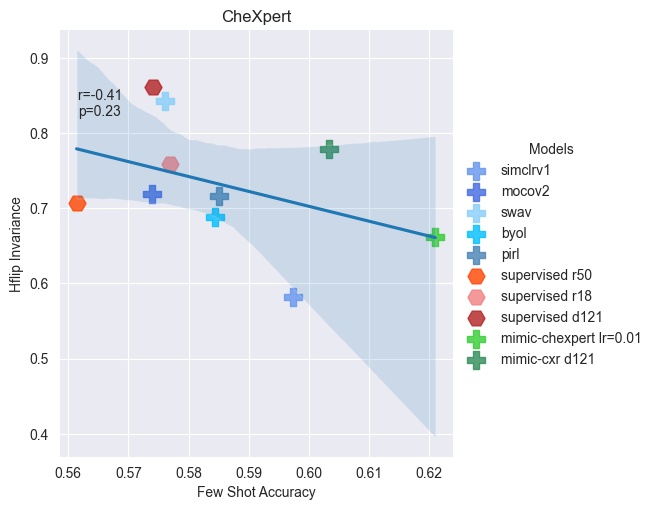 CheXpert
0.9
0.8
0.7
0.6
0.5
0.4
Hflip Invariance
r=-0.41
p=0.23
0.56 0.57 0.58 0.59 0.60 0.61 0.62
Few Shot Accuracy
Models
simclrv1
mocov2
swav
byol
pirl
supervised r50
supervised r18
supervised d121
mimic-chexpert lr=0.01
mimic-cxr d121